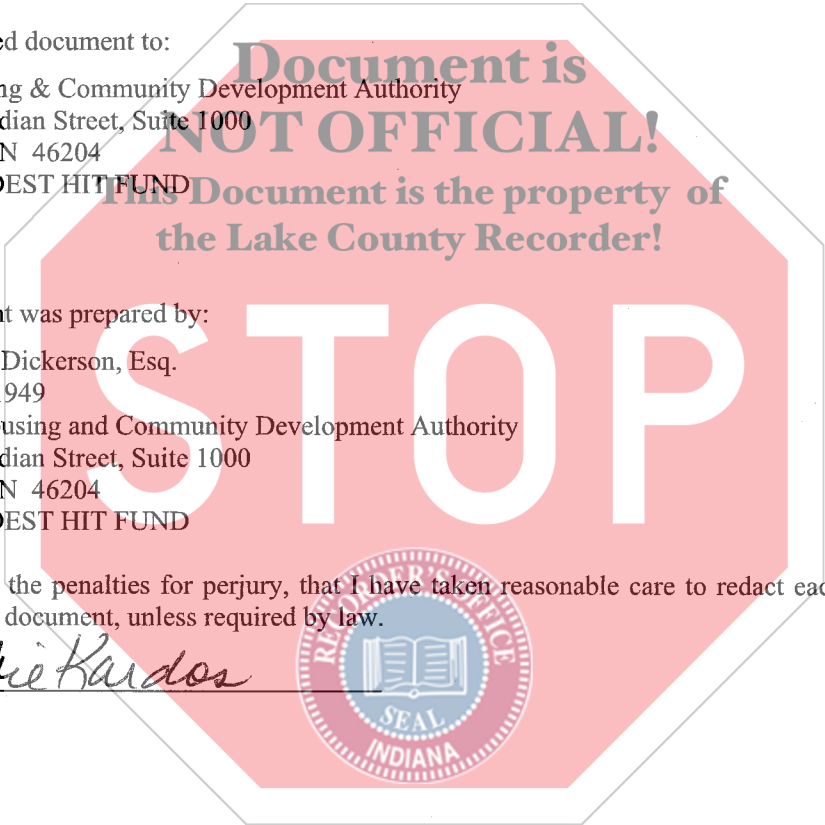 ed document to:
Document is
ng & Community Development Authority
dian Street, Suite 1000
NOT OFFICIAL!
N 46204
DEST HIT FUND
This Document is the property of
the Lake County Recorder!
nt was prepared by:
Dickerson, Esq.
1949
using and Community Development Authority
dian Street, Suite 1000
N 46204
DEST HIT FUND
STOP
the penalties for perjury, that I have taken reasonable care to redact eac
document, unless required by law.
ie Kardos
RECORDER'S OFFICE
SEAL
INDIANA